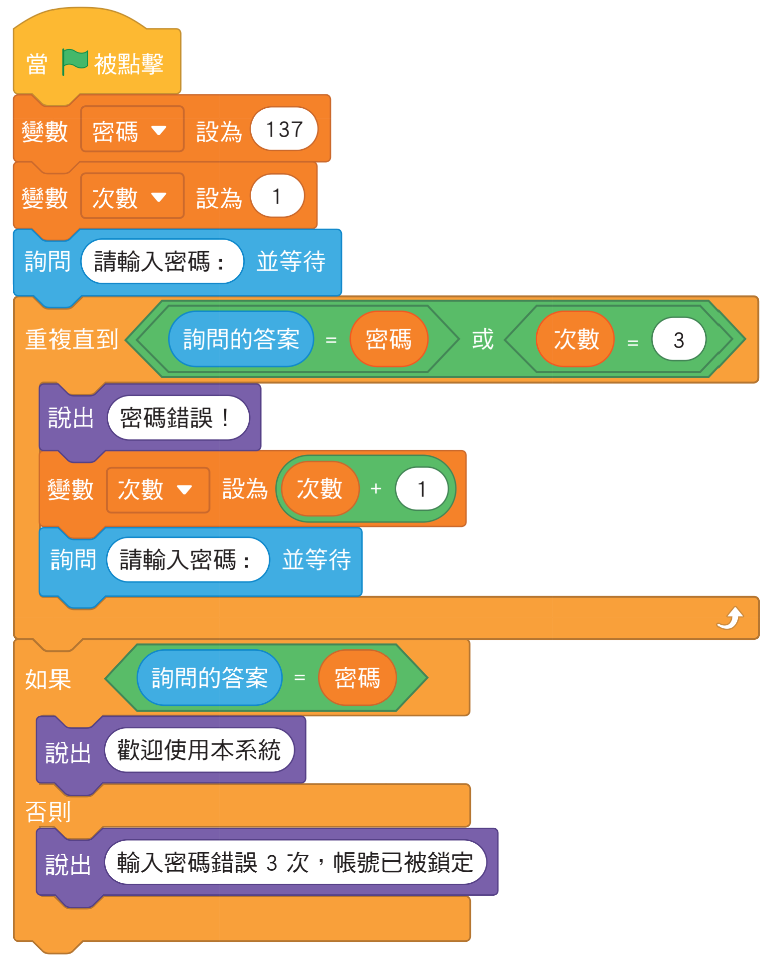 當 被點擊
變數 密碼 設為 137
變數 次數 設為 1
詢問 請輸入密碼： 並等待
重複直到 詢問的答案 = 密碼 或 次數 = 3
說出 密碼錯誤！
變數 次數 設為 次數 + 1
詢問 請輸入密碼： 並等待
如果 詢問的答案 = 密碼
說出 歡迎使用本系統
否則
說出 輸入密碼錯誤 3 次，帳號已被鎖定